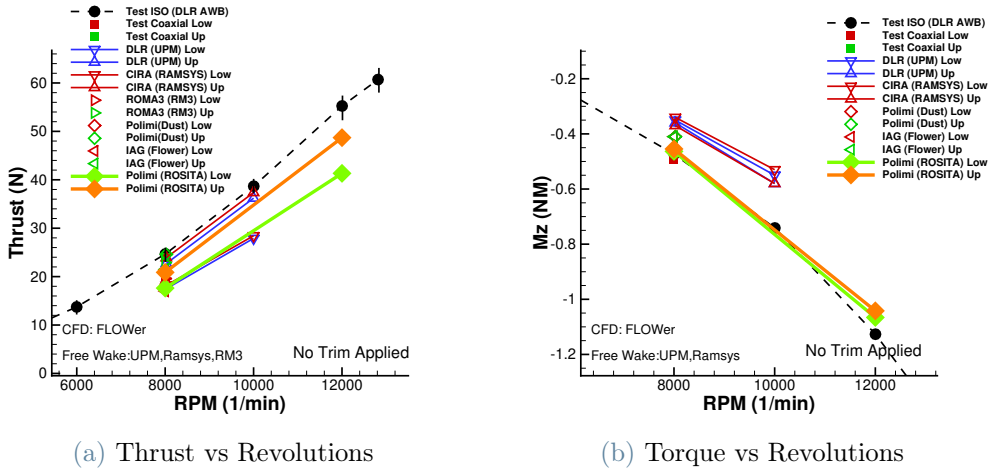 Test ISO (DLR AWB)
Test Coaxial Low
Test Coaxial Up
DLR (UPM) Low
DLR (UPM) Up
CIRA (RAMSYS) Low
CIRA (RAMSYS) Up
ROMA3 (RM3) Low
ROMA3 (RM3) Up
Polimi(Dust) Low
Polimi(Dust) Up
IAG (Flower) Low
IAG (Flower) Up
Polimi (ROSITA) Low
Polimi (ROSITA) Up
Thrust (N)
60
50
40
30
20
10
0
CFD: FLOWer
Free Wake:UPM,Ramsys,RM3
No Trim Applied
6000 8000 10000 12000
RPM (1/min)
(a) Thrust vs Revolutions
Test ISO (DLR AWB)
Test Coaxial Low
Test Coaxial Up
DLR (UPM) Low
DLR (UPM) Up
CIRA (RAMSYS) Low
CIRA (RAMSYS) Up
Polimi (Dust) Low
Polimi (Dust) Up
IAG (Flower) Low
IAG (Flower) Up
Polimi (ROSITA) Low
Polimi (ROSITA) Up
Mz (NM)
-0.2
-0.4
-0.6
-0.8
-1
-1.2
CFD: FLOWer
Free Wake:UPM,Ramsys
No Trim Applied
8000 10000 12000
RPM (1/min)
(b) Torque vs Revolutions